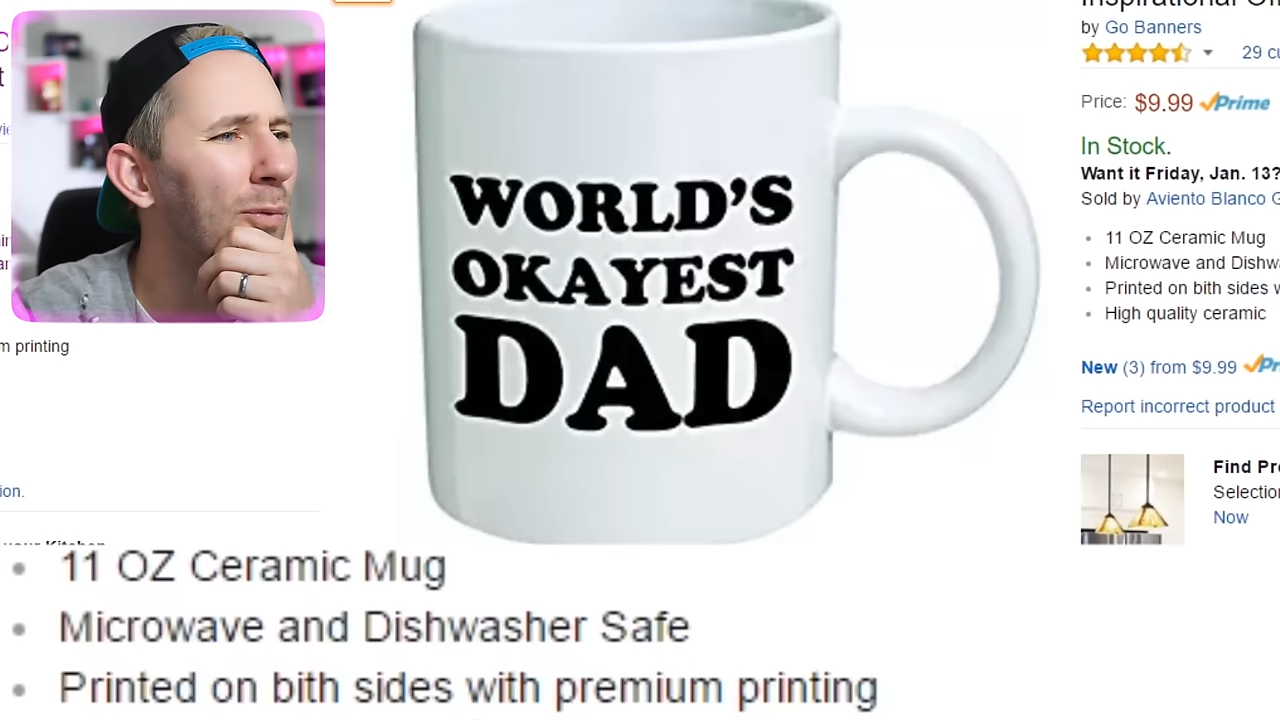 by Go Banners
29
Price: $9.99 Prime
In Stock.
Want it Friday, Jan. 13?
Sold by Aviento Blanco G
11 OZ Ceramic Mug
Microwave and Dishwa
Printed on bith sides w
High quality ceramic
New (3) from $9.99
Report incorrect product
Find Pr
Selection
Now
WORLD'S
OKAYEST
DAD
m printing
ion.
11 OZ Ceramic Mug
Microwave and Dishwasher Safe
Printed on bith sides with premium printing